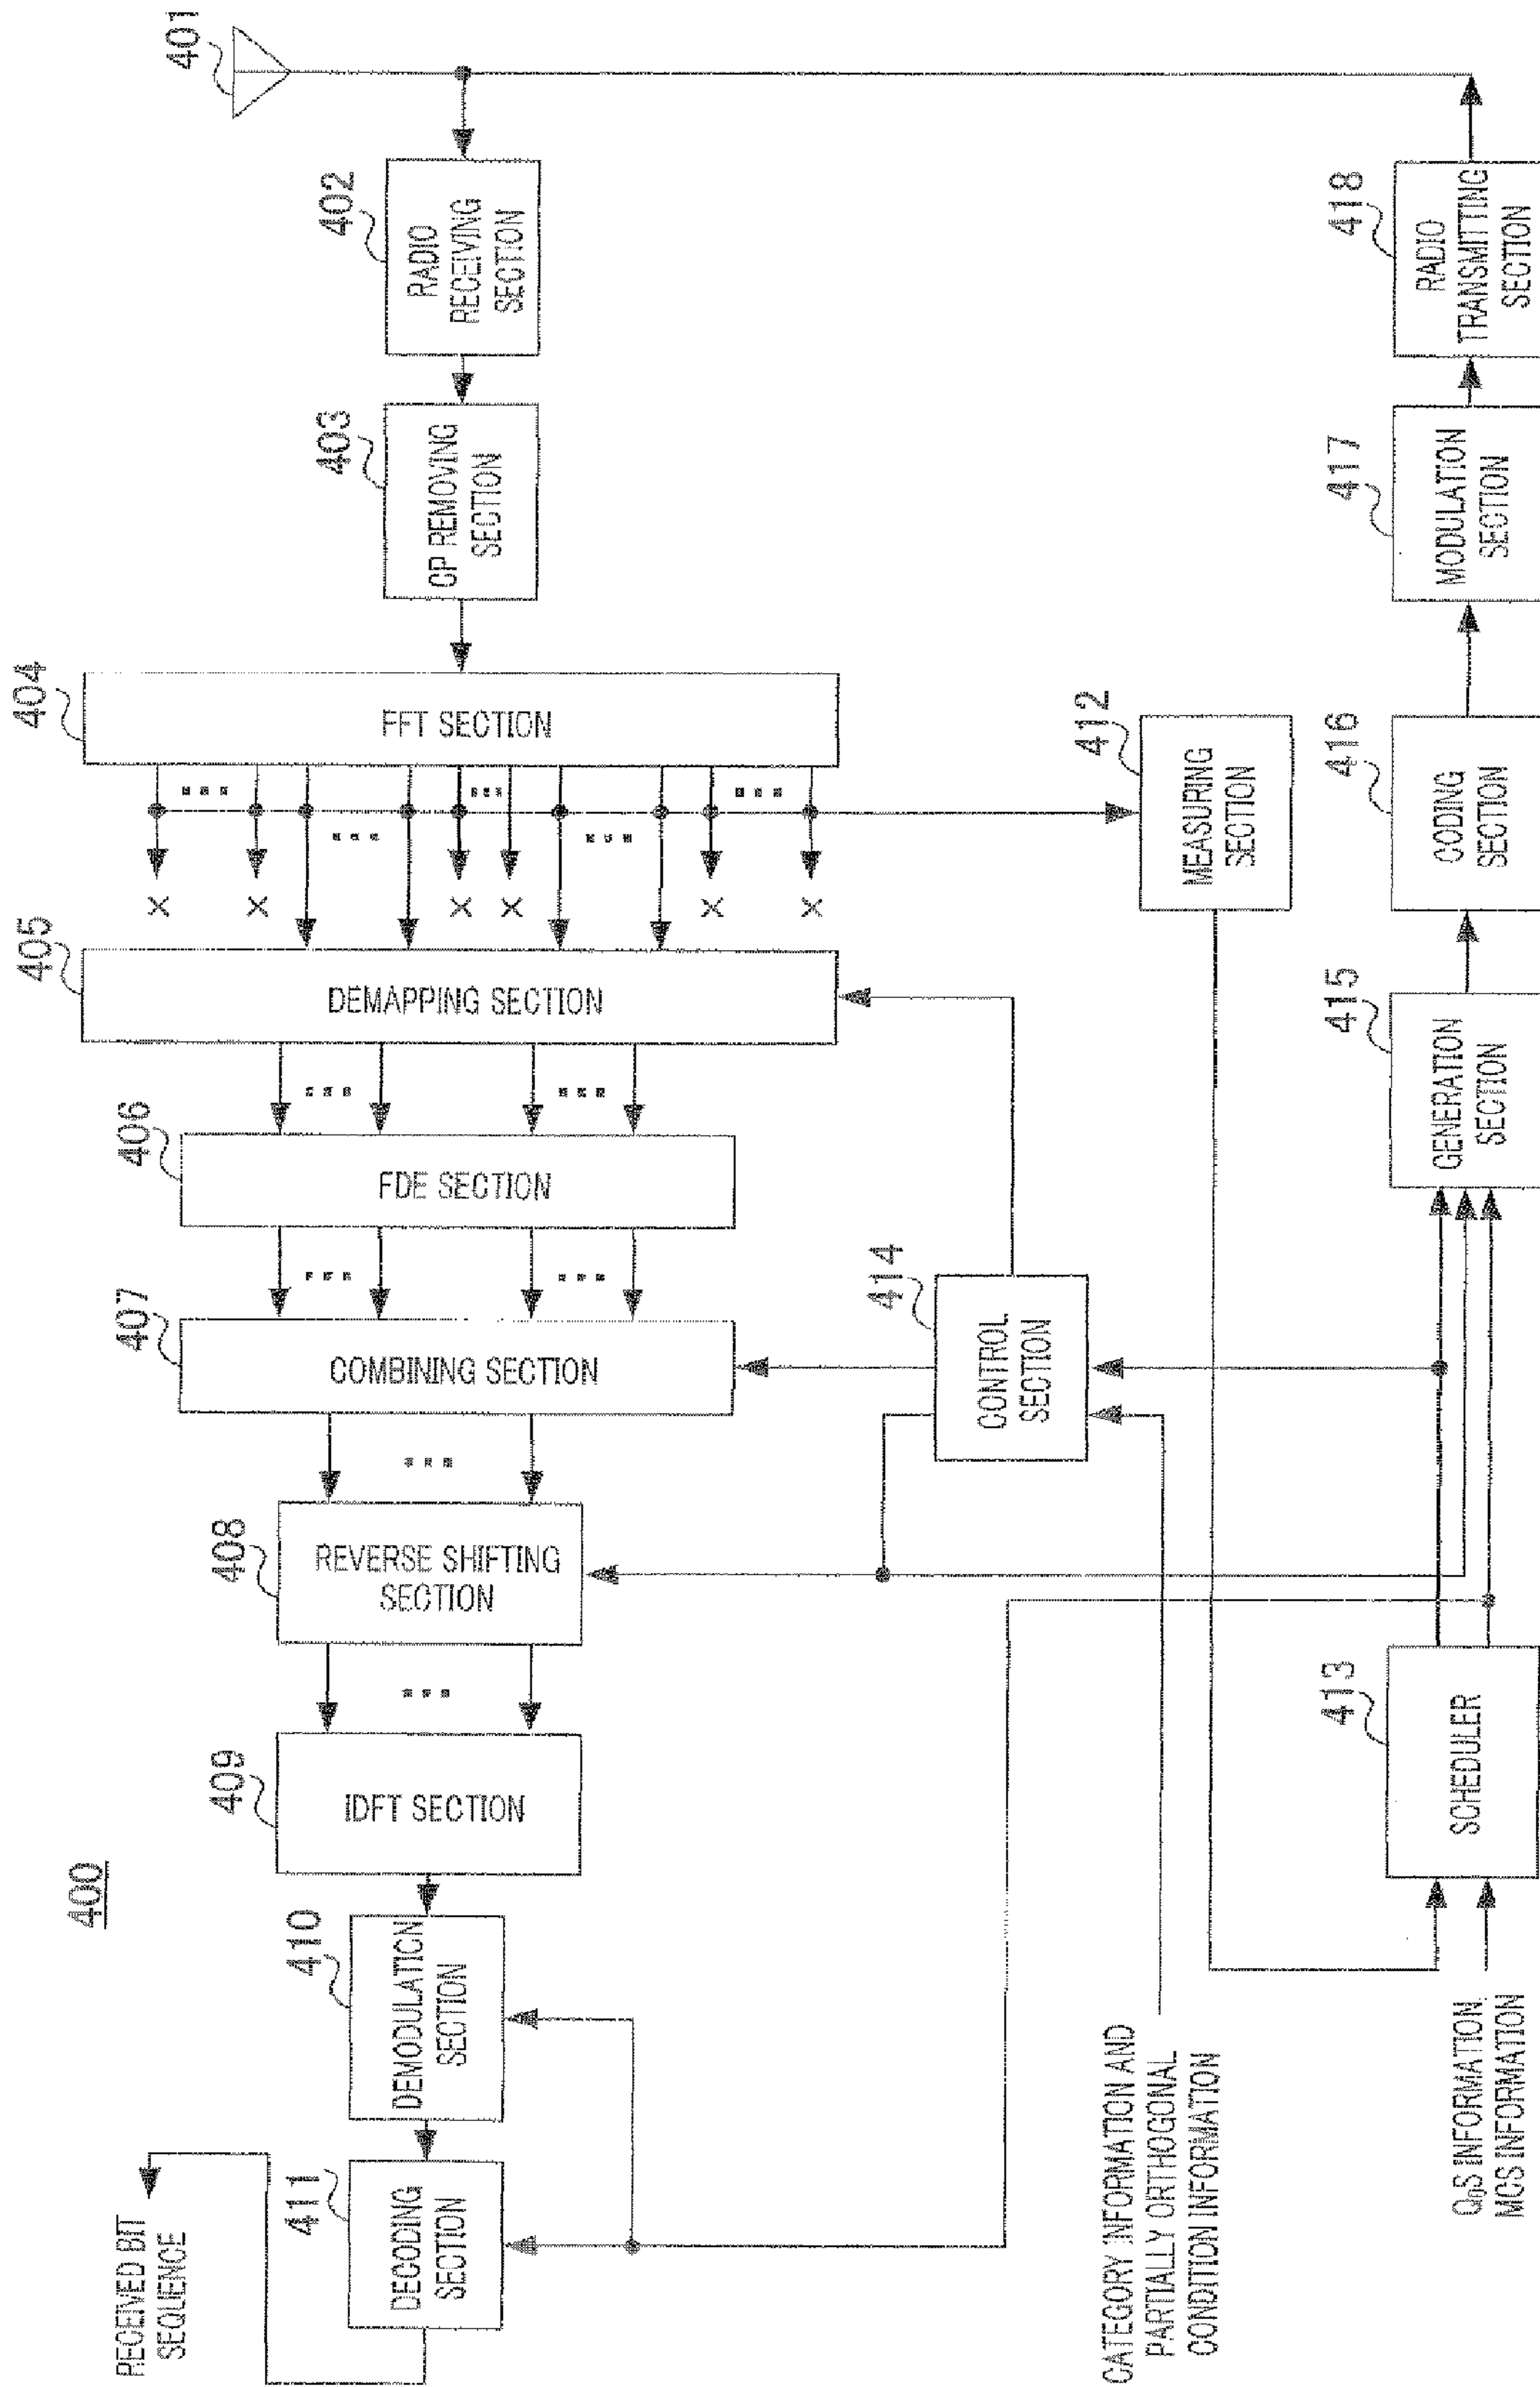 400
RECEIVED BIT
SEQUENCE
411
DECODING
SECTION
410
DEMODULATION
SECTION
409
IDFT SECTION
408
REVERSE SHIFTING
SECTION
407
COMBINING SECTION
406
FDE SECTION
405
DEMAPPING SECTION
X
X
X
X
X
X
404
FFT SECTION
403
CP REMOVING
SECTION
402
RADIO
RECEIVING
SECTION
401
414
CONTROL
SECTION
412
MEASURING
SECTION
CATEGORY INFORMATION AND
PARTIALLY ORTHOGONAL
CONDITION INFORMATION
QoS INFORMATION,
MCS INFORMATION
413
SCHEDULER
415
GENERATION
SECTION
416
CODING
SECTION
417
MODULATION
SECTION
418
RADIO
TRANSMITTING
SECTION